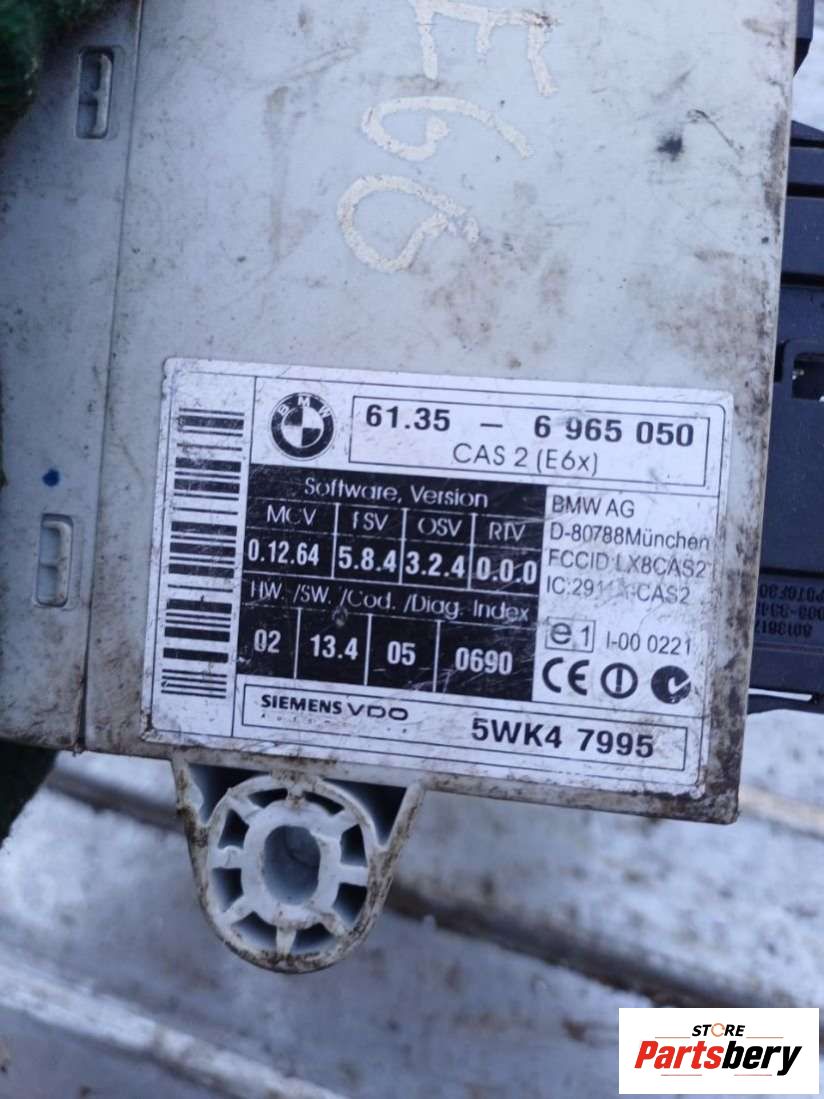 E60
BMW
61.35 - 6 965 050
CAS 2 (E6x)
Software, Version
MCV FSV OSV RTV
0.12.64 5.8.4 3.2.4 0.0.0
HW. /SW. /Cod. /Diag. Index
02 13.4 05 0690
BMW AG
D-80788München
FCCID:LX8CAS2
CAS2
e1 I-00 0221
CE
SIEMENS VDO
5WK4 7995
STORE
Partsbery